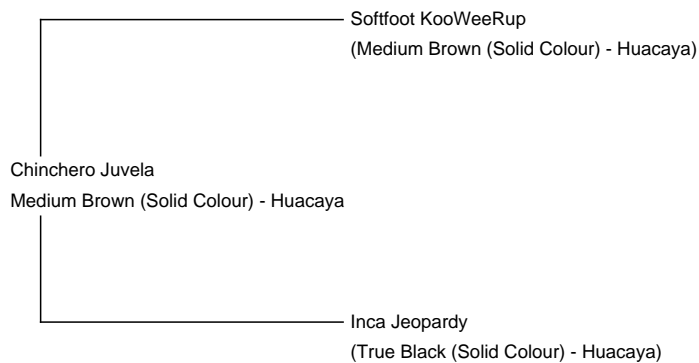 Softfoot KooWeeRup
(Medium Brown (Solid Colour) - Huacaya)
Chinchero Juvela
Medium Brown (Solid Colour) - Huacaya
Inca Jeopardy
(True Black (Solid Colour) - Huacaya)